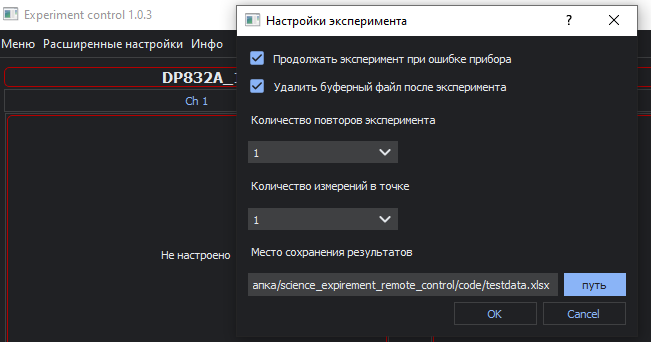 Experiment control 1.0.3
Меню Расширенные настройки Инфо
DP832A_
Ch 1
Не настроено
Настройки эксперимента
?
Продолжать эксперимент при ошибке прибора
Удалить буферный файл после эксперимента
Количество повторов эксперимента
1
Количество измерений в точке
1
Место сохранения результатов
апка/science_expirement_remote_control/code/testdata.xlsx
путь
OK Cancel